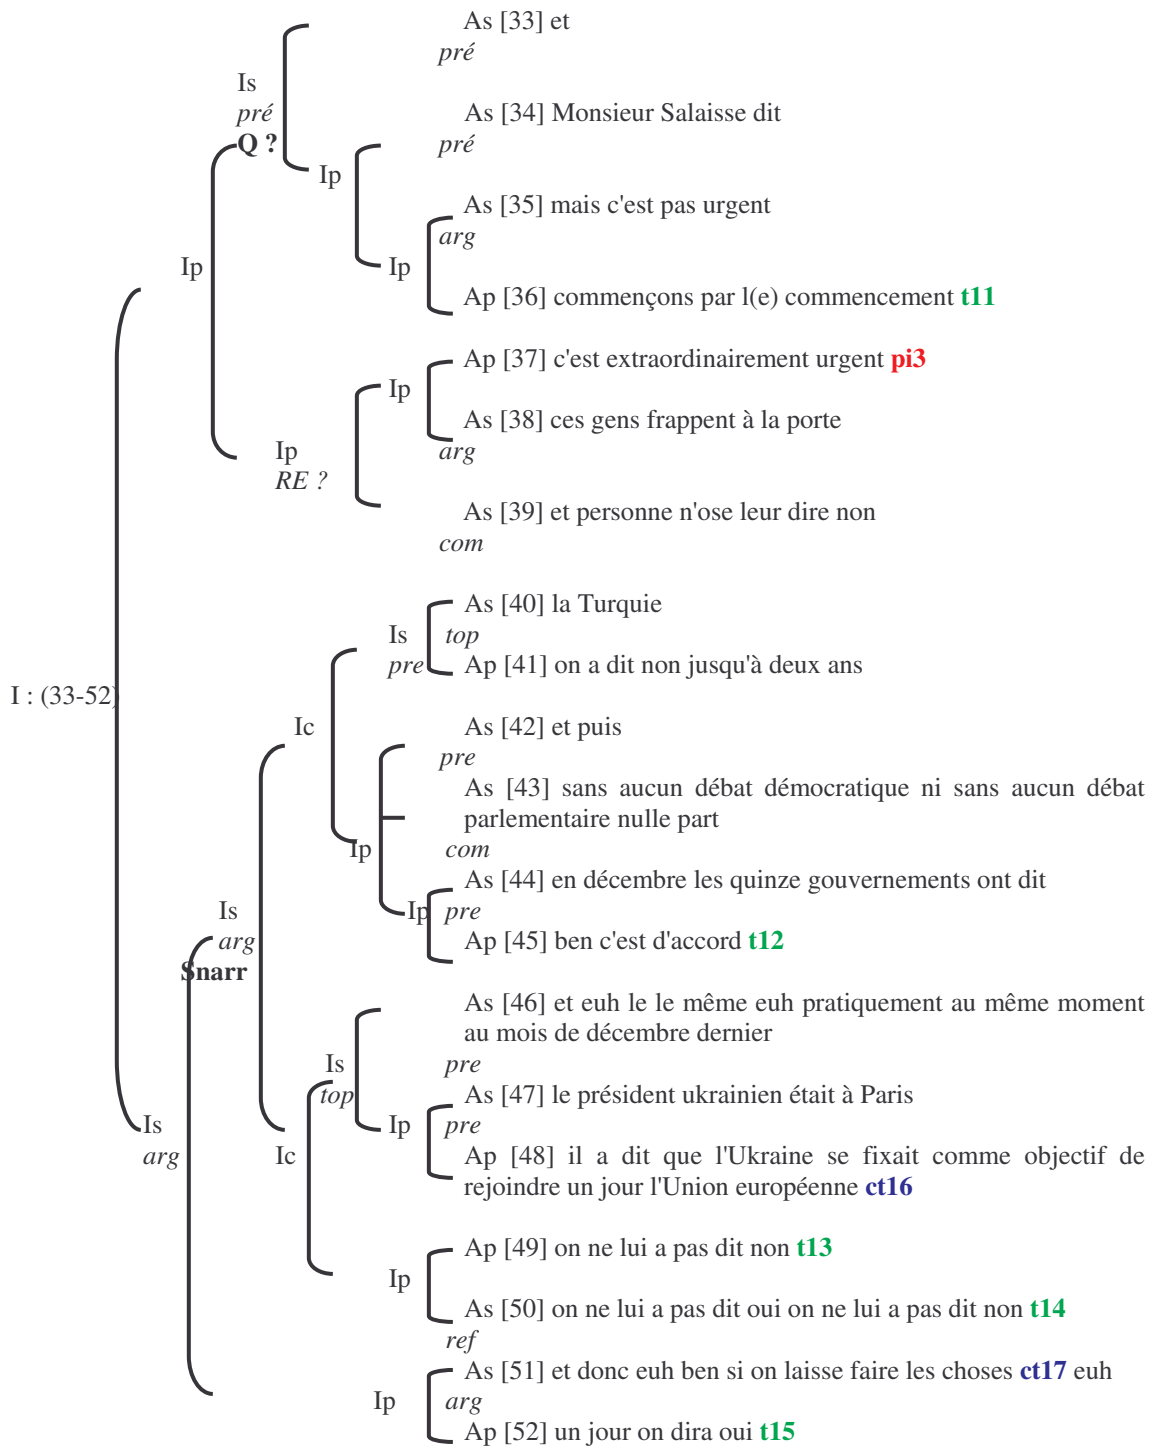 As [33] et
pré
Is
pré
Q ?
As [34] Monsieur Salaisse dit
pré
Ip
As [35] mais c'est pas urgent
arg
Ip
Ip
Ap [36] commençons par l(e) commencement t11
Ap [37] c'est extraordinairement urgent pi3
Ip
As [38] ces gens frappent à la porte
arg
Ip
RE ?
As [39] et personne n'ose leur dire non
com
As [40] la Turquie
Is top
pre Ap [41] on a dit non jusqu'à deux ans
I : (33-52)
Ic
As [42] et puis
pre
As [43] sans aucun débat démocratique ni sans aucun débat
parlementaire nulle part
Ip
com
As [44] en décembre les quinze gouvernements ont dit
Ip pre
Is
arg
Ap [45] ben c'est d'accord t12
Snarr
As [46] et euh le le même euh pratiquement au même moment
au mois de décembre dernier
Is pre
top
As [47] le président ukrainien était à Paris
Ip pre
Is
arg
Ic
Ap [48] il a dit que l'Ukraine se fixait comme objectif de
rejoindre un jour l'Union européenne ct16
Ap [49] on ne lui a pas dit non t13
Ip
As [50] on ne lui a pas dit oui on ne lui a pas dit non t14
ref
As [51] et donc euh ben si on laisse faire les choses ct17 euh
Ip arg
Ap [52] un jour on dira oui t15